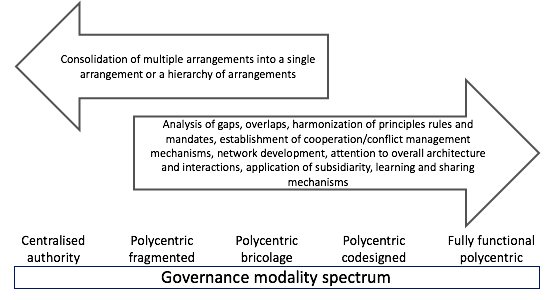 Consolidation of multiple arrangements into a single
arrangement or a hierarchy of arrangements
Analysis of gaps, overlaps, harmonization of principles rules and
mandates, establishment of cooperation/conflict management
mechanisms, network development, attention to overall architecture
and interactions, application of subsidiarity, learning and sharing
mechanisms
Centralised
authority
Polycentric
fragmented
Polycentric
bricolage
Polycentric
codesigned
Fully functional
polycentric
Governance modality spectrum